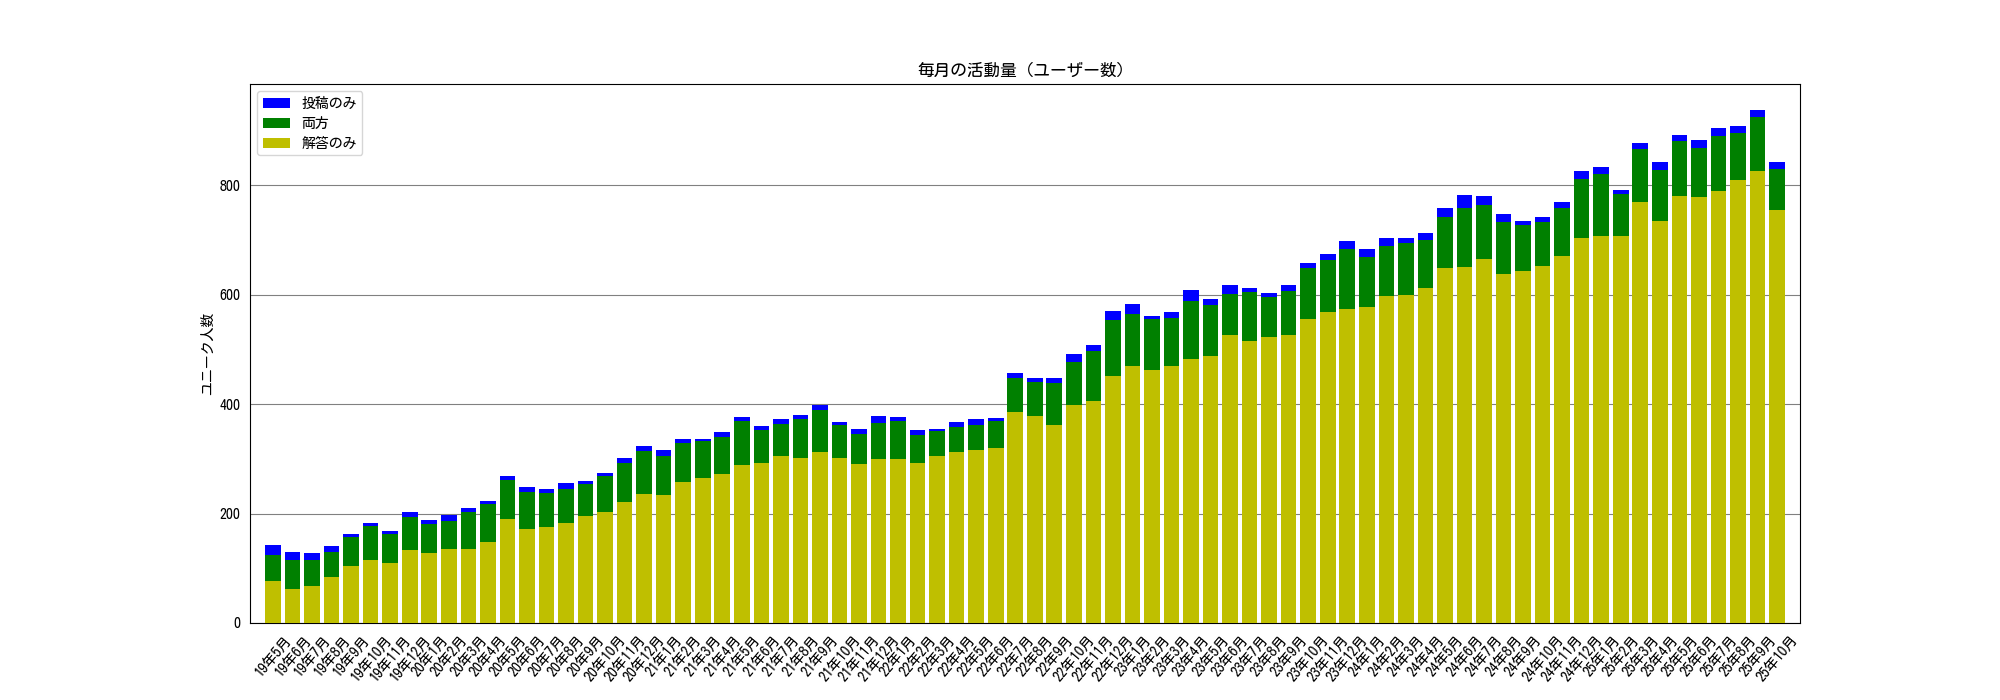 毎月の活動量（ユーザー数）
投稿のみ
両方
解答のみ
ユニーク人数
800
600
400
200
0
19年5月
19年6月
19年7月
19年8月
19年9月
19年10月
19年11月
19年12月
20年1月
20年2月
20年3月
20年4月
20年5月
20年6月
20年7月
20年8月
20年9月
20年10月
20年11月
20年12月
21年1月
21年2月
21年3月
21年4月
21年5月
21年6月
21年7月
21年8月
21年9月
21年10月
21年11月
21年12月
22年1月
22年2月
22年3月
22年4月
22年5月
22年6月
22年7月
22年8月
22年9月
22年10月
22年11月
22年12月
23年1月
23年2月
23年3月
23年4月
23年5月
23年6月
23年7月
23年8月
23年9月
23年10月
23年11月
23年12月
24年1月
24年2月
24年3月
24年4月
24年5月
24年6月
24年7月
24年8月
24年9月
24年10月
24年11月
24年12月
25年1月
25年2月
25年3月
25年4月
25年5月
25年6月
25年7月
25年8月
25年9月
25年10月